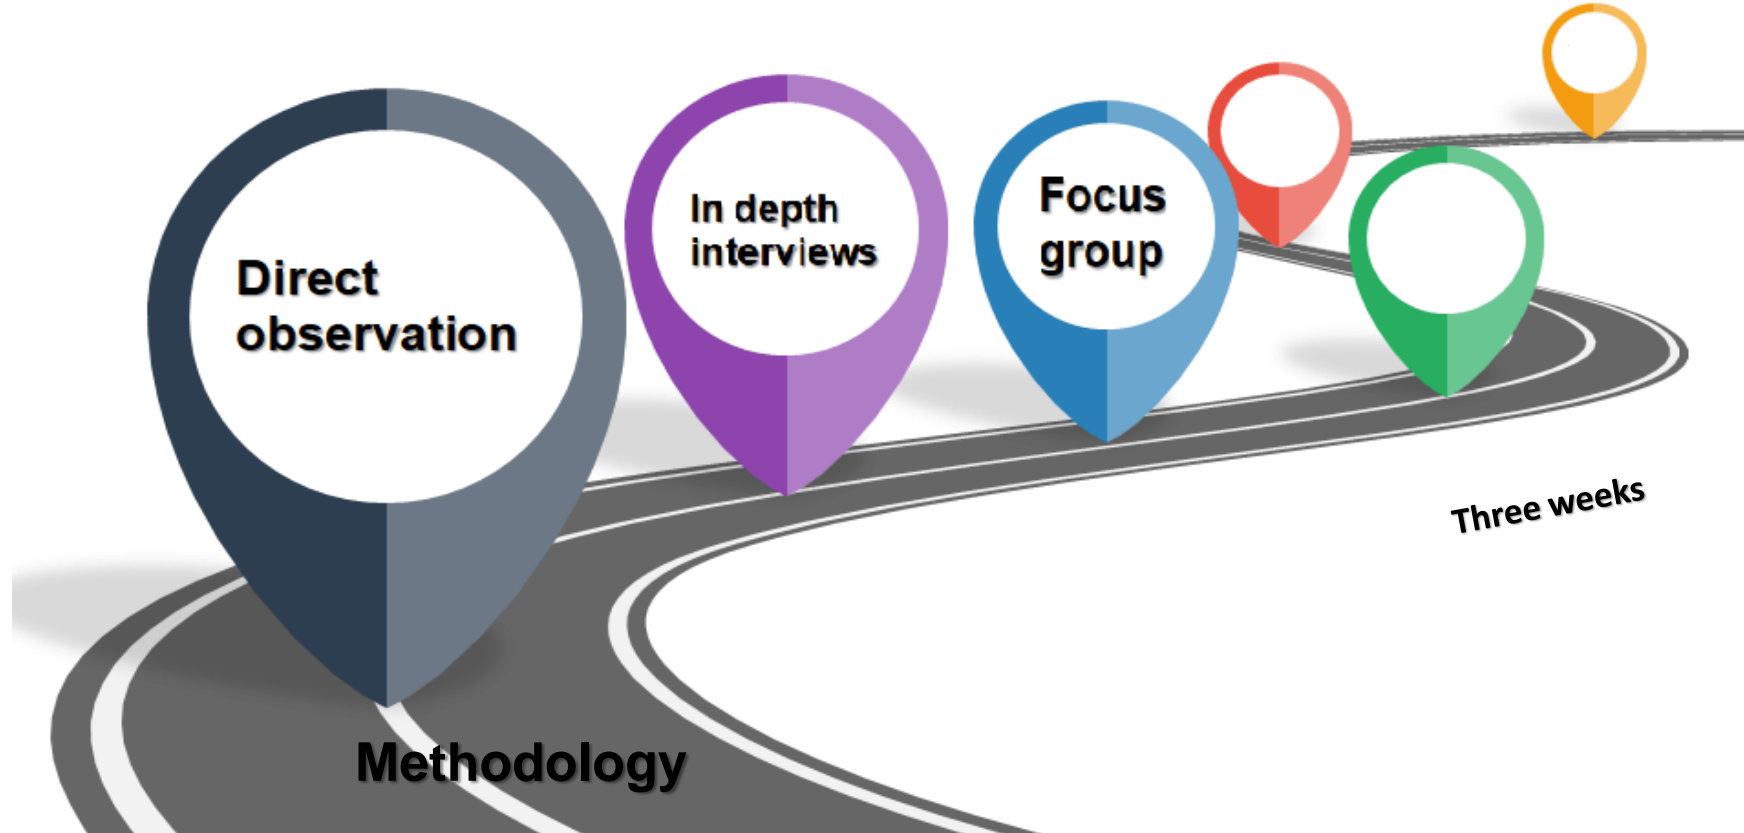 Direct
observation
In depth
interviews
Focus
group
Three weeks
Methodology